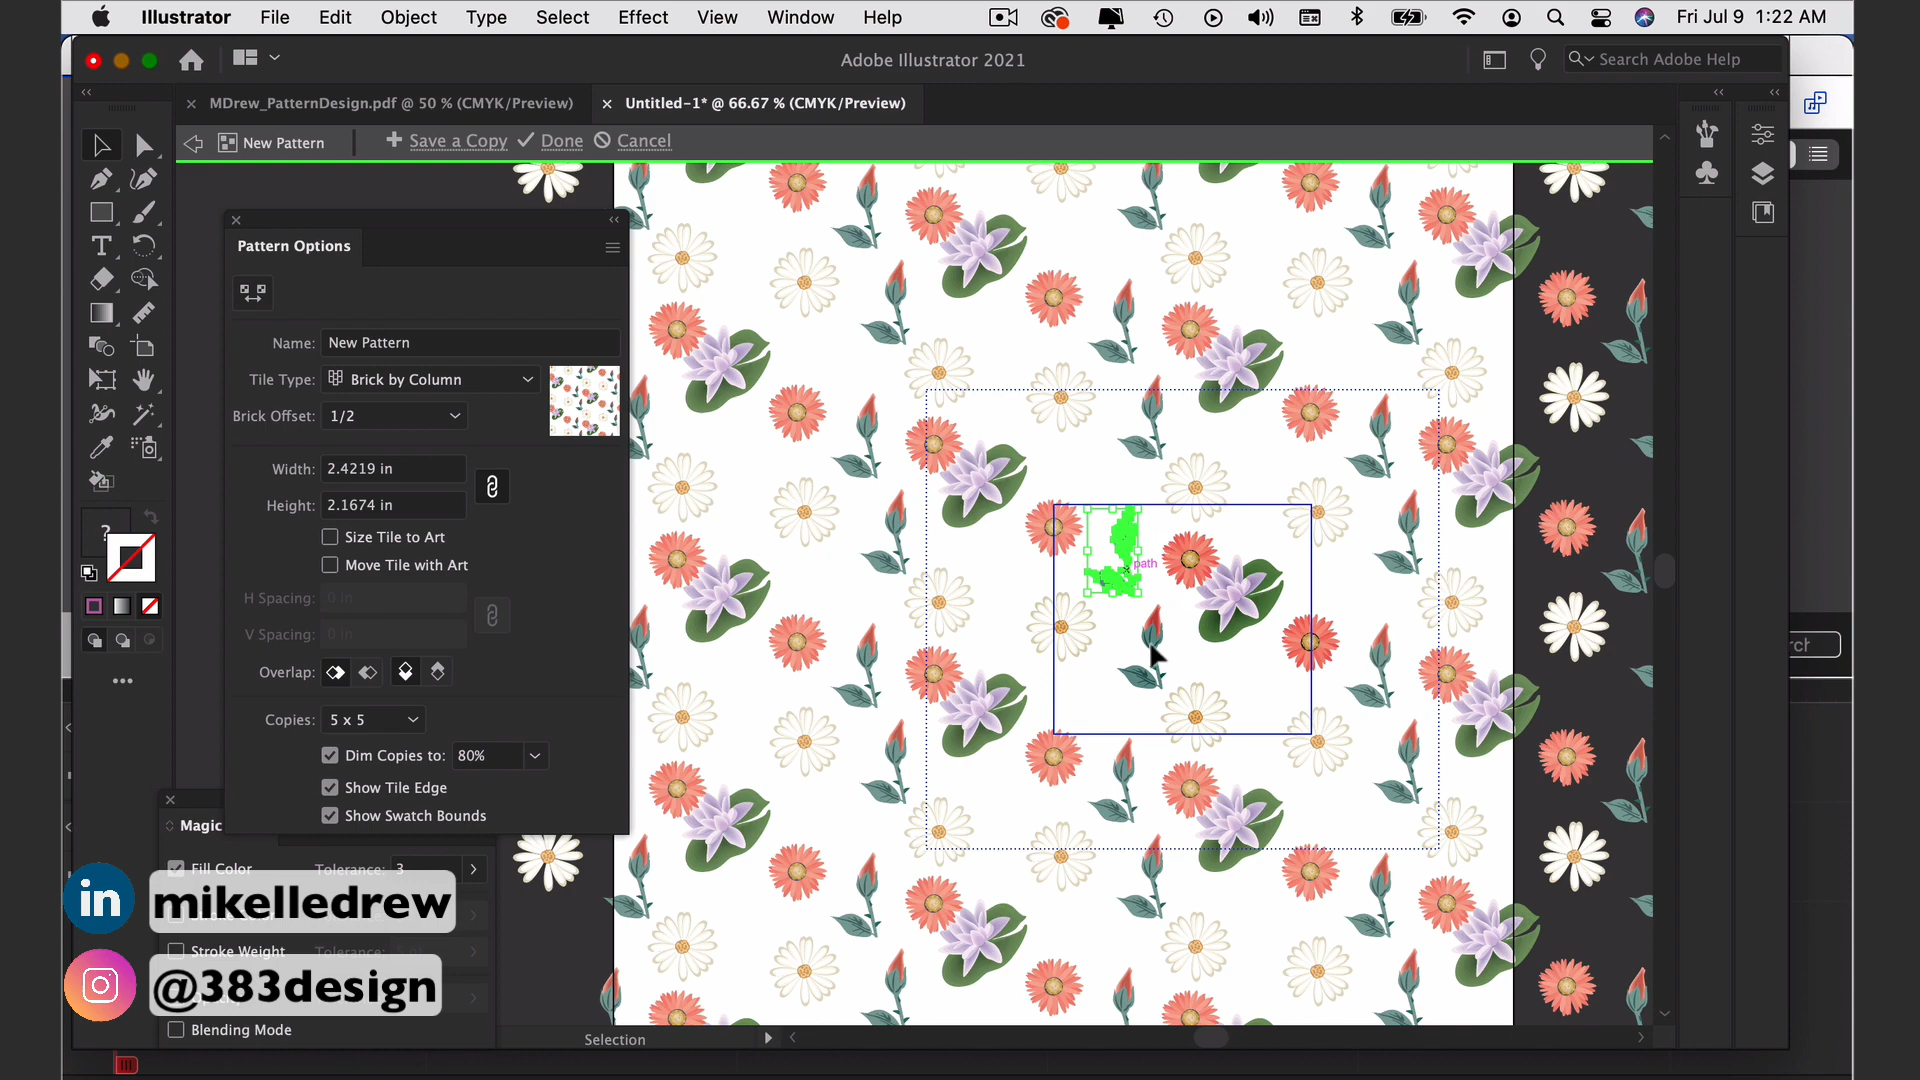 Illustrator File Edit Object Type Select Effect View Window Help Fri Jul 9 1:22 AM
Adobe Illustrator 2021
Search Adobe Help
MDrew_PatternDesign.pdf @ 50 % (CMYK/Preview)
Untitled-1* @ 66.67 % (CMYK/Preview)
New Pattern
Save a Copy
Done
Cancel
Pattern Options
Name: New Pattern
Tile Type: Brick by Column
Brick Offset: 1/2
Width: 2.4219 in
Height: 2.1674 in
Size Tile to Art
Move Tile with Art
H Spacing: 0 in
V Spacing: 0 in
Overlap:
Copies: 5 x 5
Dim Copies to: 80%
Show Tile Edge
Show Swatch Bounds
path
Magic
Fill Color Tolerance: 3
in mikelledrew
Stroke Weight Tolerance:
@383design
Blending Mode
Selection